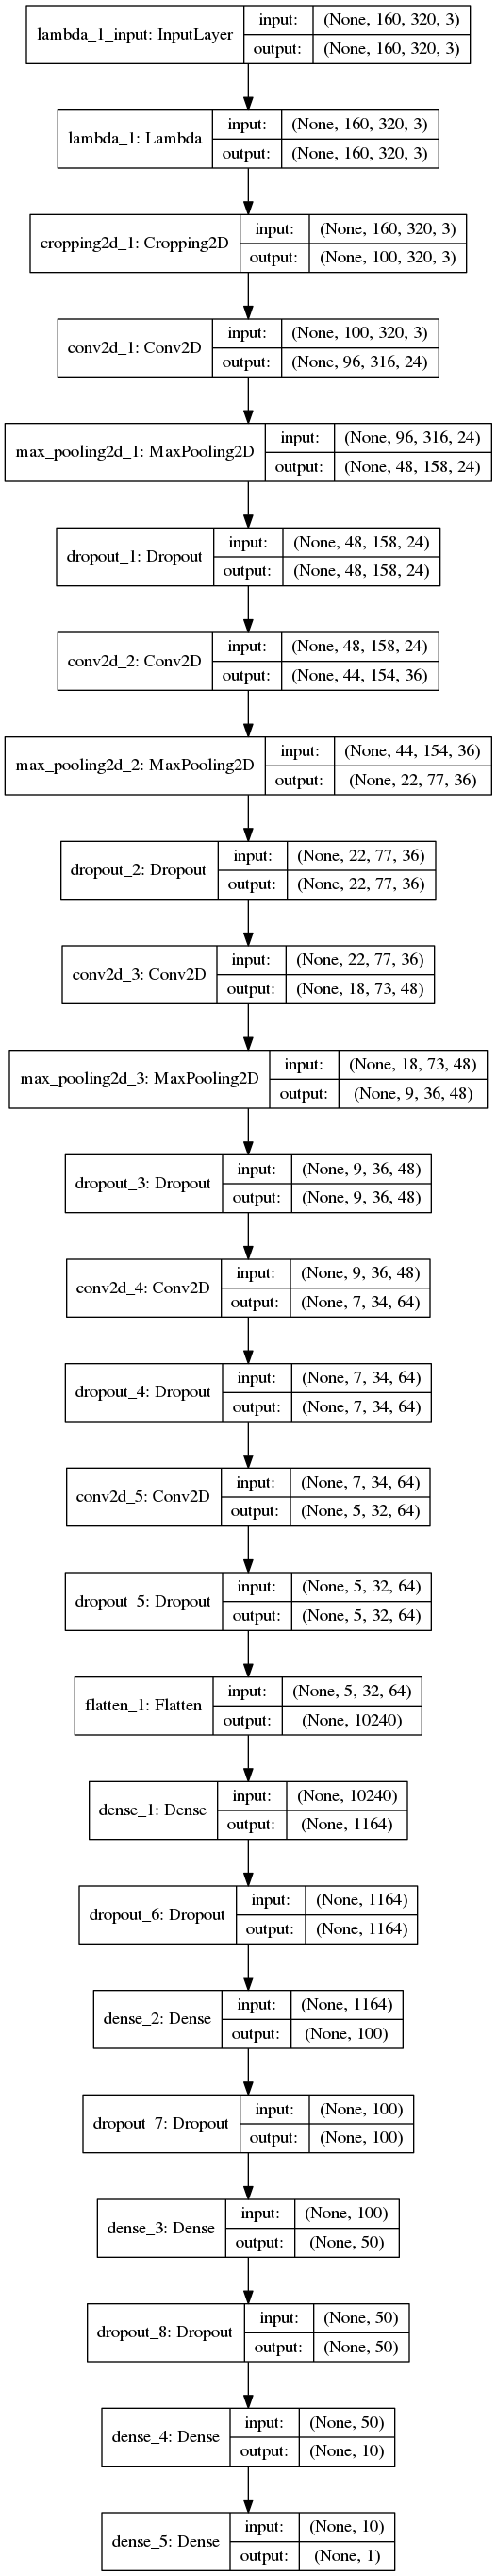 lambda_1_input: InputLayer
input: (None, 160, 320, 3)
output: (None, 160, 320, 3)
lambda_1: Lambda
input: (None, 160, 320, 3)
output: (None, 160, 320, 3)
cropping2d_1: Cropping2D
input: (None, 160, 320, 3)
output: (None, 100, 320, 3)
conv2d_1: Conv2D
input: (None, 100, 320, 3)
output: (None, 96, 316, 24)
max_pooling2d_1: MaxPooling2D
input: (None, 96, 316, 24)
output: (None, 48, 158, 24)
dropout_1: Dropout
input: (None, 48, 158, 24)
output: (None, 48, 158, 24)
conv2d_2: Conv2D
input: (None, 48, 158, 24)
output: (None, 44, 154, 36)
max_pooling2d_2: MaxPooling2D
input: (None, 44, 154, 36)
output: (None, 22, 77, 36)
dropout_2: Dropout
input: (None, 22, 77, 36)
output: (None, 22, 77, 36)
conv2d_3: Conv2D
input: (None, 22, 77, 36)
output: (None, 18, 73, 48)
max_pooling2d_3: MaxPooling2D
input: (None, 18, 73, 48)
output: (None, 9, 36, 48)
dropout_3: Dropout
input: (None, 9, 36, 48)
output: (None, 9, 36, 48)
conv2d_4: Conv2D
input: (None, 9, 36, 48)
output: (None, 7, 34, 64)
dropout_4: Dropout
input: (None, 7, 34, 64)
output: (None, 7, 34, 64)
conv2d_5: Conv2D
input: (None, 7, 34, 64)
output: (None, 5, 32, 64)
dropout_5: Dropout
input: (None, 5, 32, 64)
output: (None, 5, 32, 64)
flatten_1: Flatten
input: (None, 5, 32, 64)
output: (None, 10240)
dense_1: Dense
input: (None, 10240)
output: (None, 1164)
dropout_6: Dropout
input: (None, 1164)
output: (None, 1164)
dense_2: Dense
input: (None, 1164)
output: (None, 100)
dropout_7: Dropout
input: (None, 100)
output: (None, 100)
dense_3: Dense
input: (None, 100)
output: (None, 50)
dropout_8: Dropout
input: (None, 50)
output: (None, 50)
dense_4: Dense
input: (None, 50)
output: (None, 10)
dense_5: Dense
input: (None, 10)
output: (None, 1)